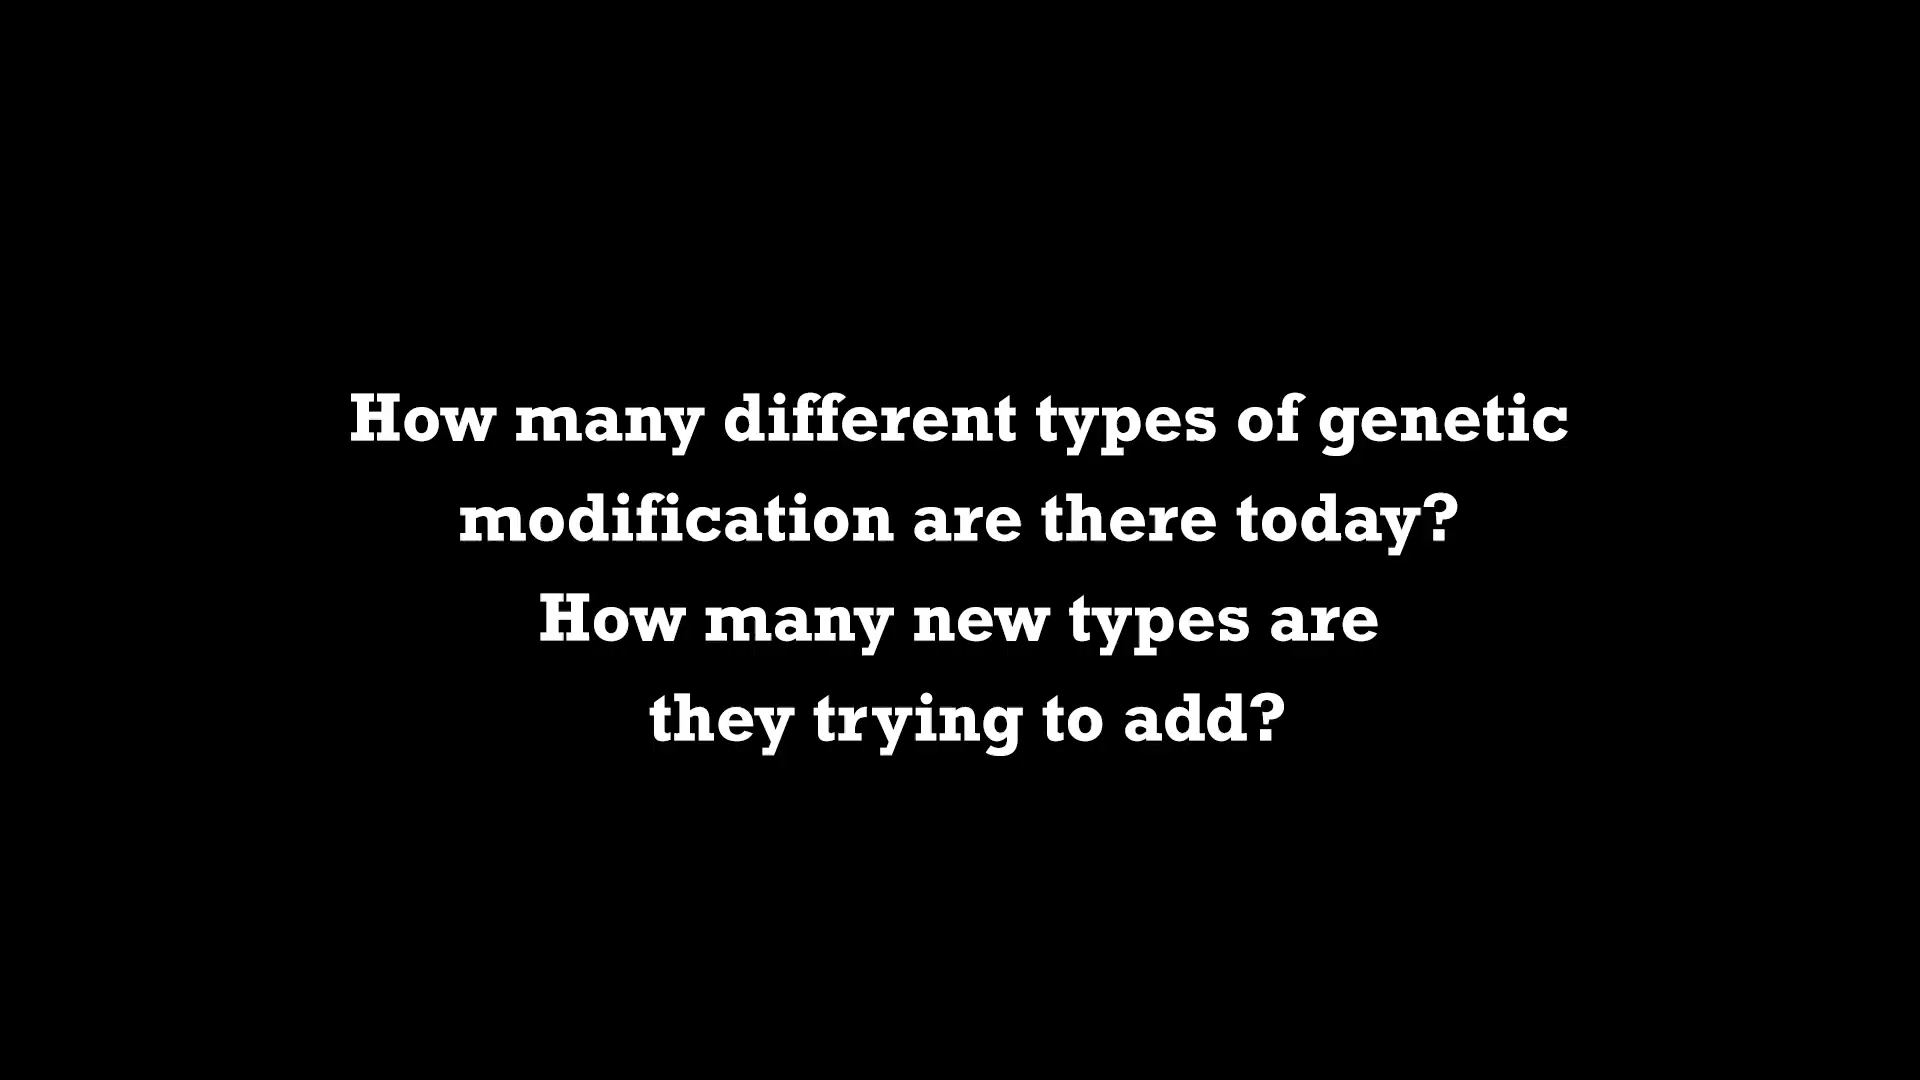 How many different types of genetic
modification are there today?
How many new types are
they trying to add?